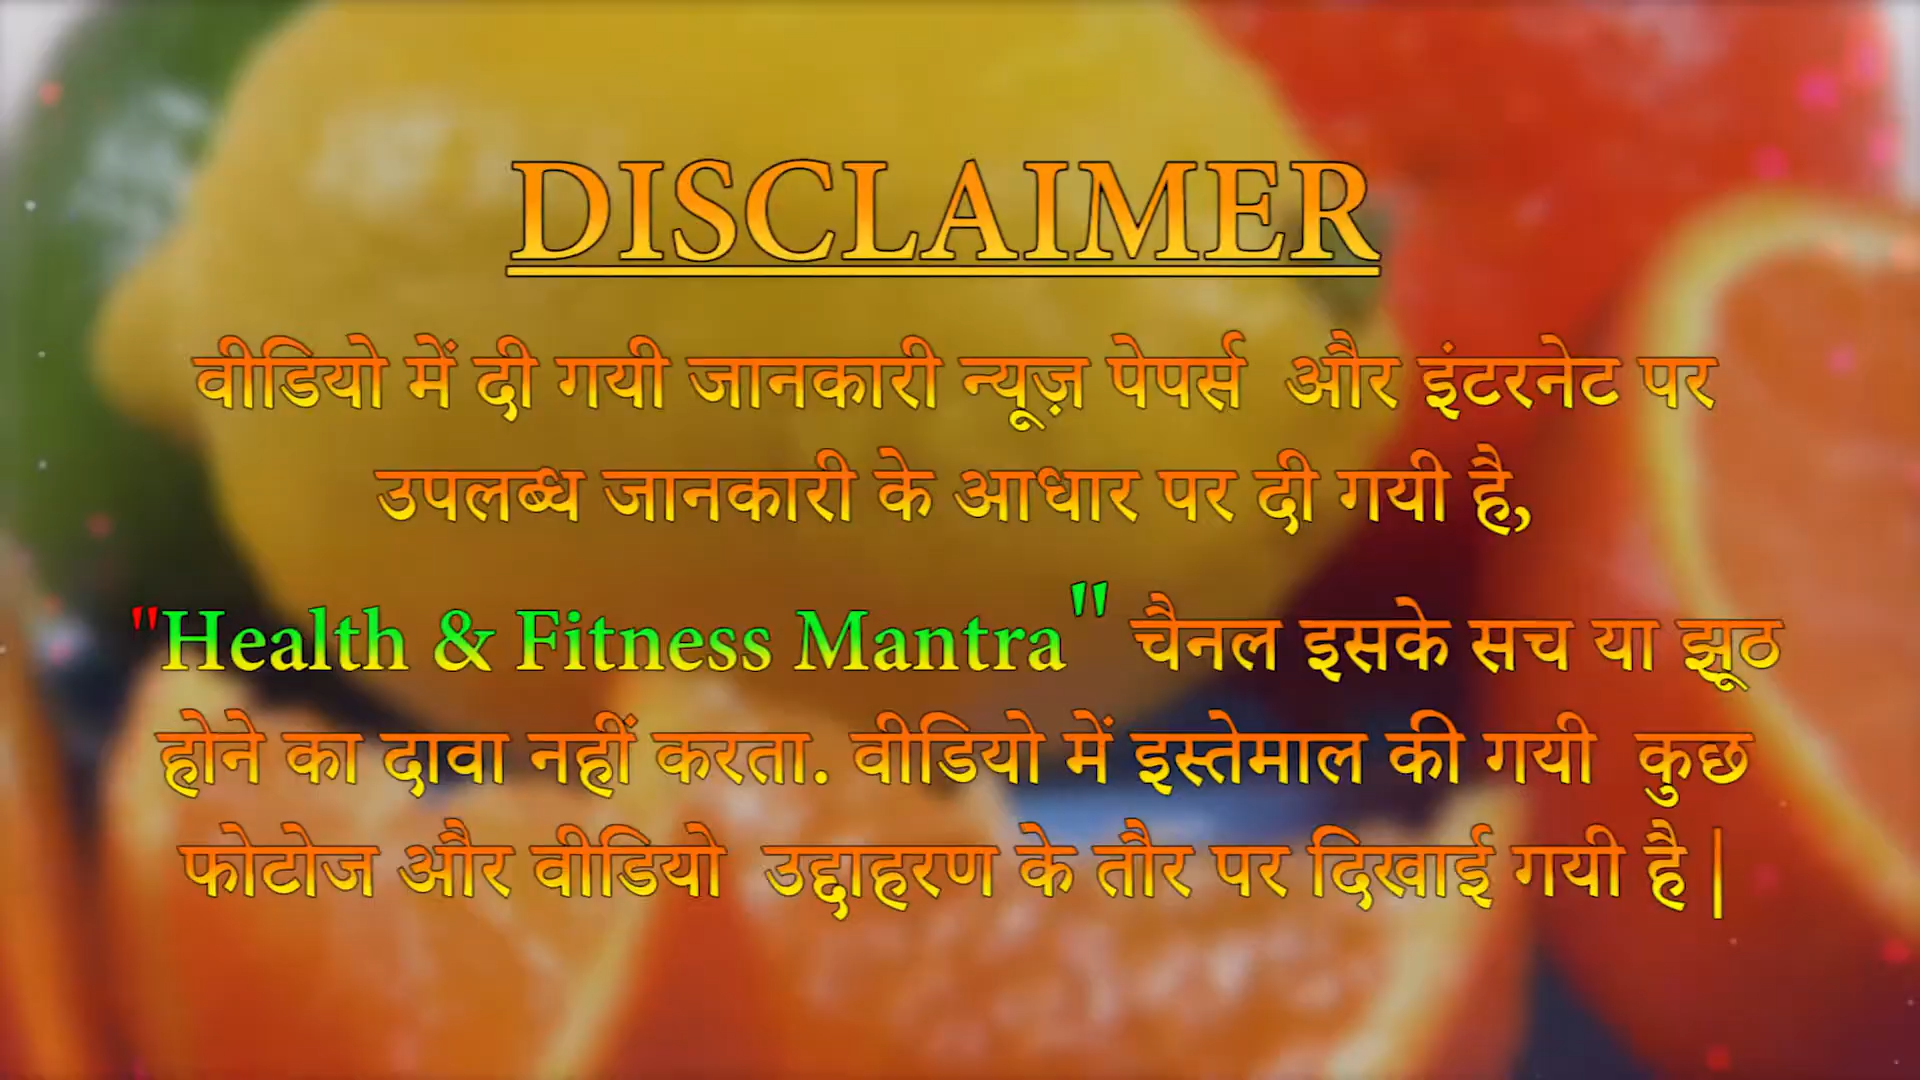 DISCLAIMER
वीडियो में दी गयी जानकारी न्यूज़ पेपर्स और इंटरनेट पर
उपलब्ध जानकारी के आधार पर दी गयी है,
"Health & Fitness Mantra" चैनल इसके सच या झूठ
होने का दावा नहीं करता. वीडियो में इस्तेमाल की गयी कुछ
फोटोज और वीडियो उद्दाहरण के तौर पर दिखाई गयी है |